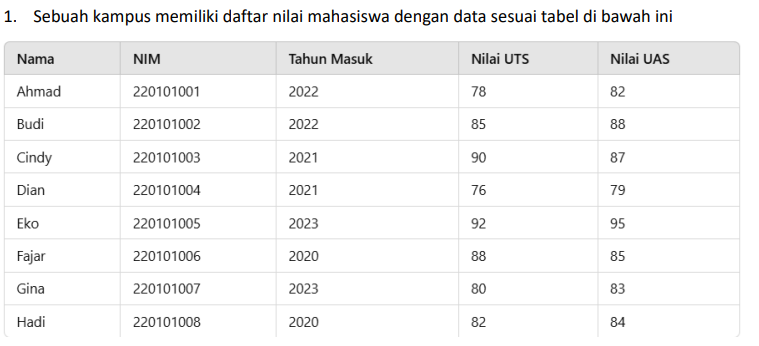 1. Sebuah kampus memiliki daftar nilai mahasiswa dengan data sesuai tabel di bawah ini
Nama NIM Tahun Masuk Nilai UTS Nilai UAS
Ahmad 220101001 2022 78 82
Budi 220101002 2022 85 88
Cindy 220101003 2021 90 87
Dian 220101004 2021 76 79
Eko 220101005 2023 92 95
Fajar 220101006 2020 88 85
Gina 220101007 2023 80 83
Hadi 220101008 2020 82 84